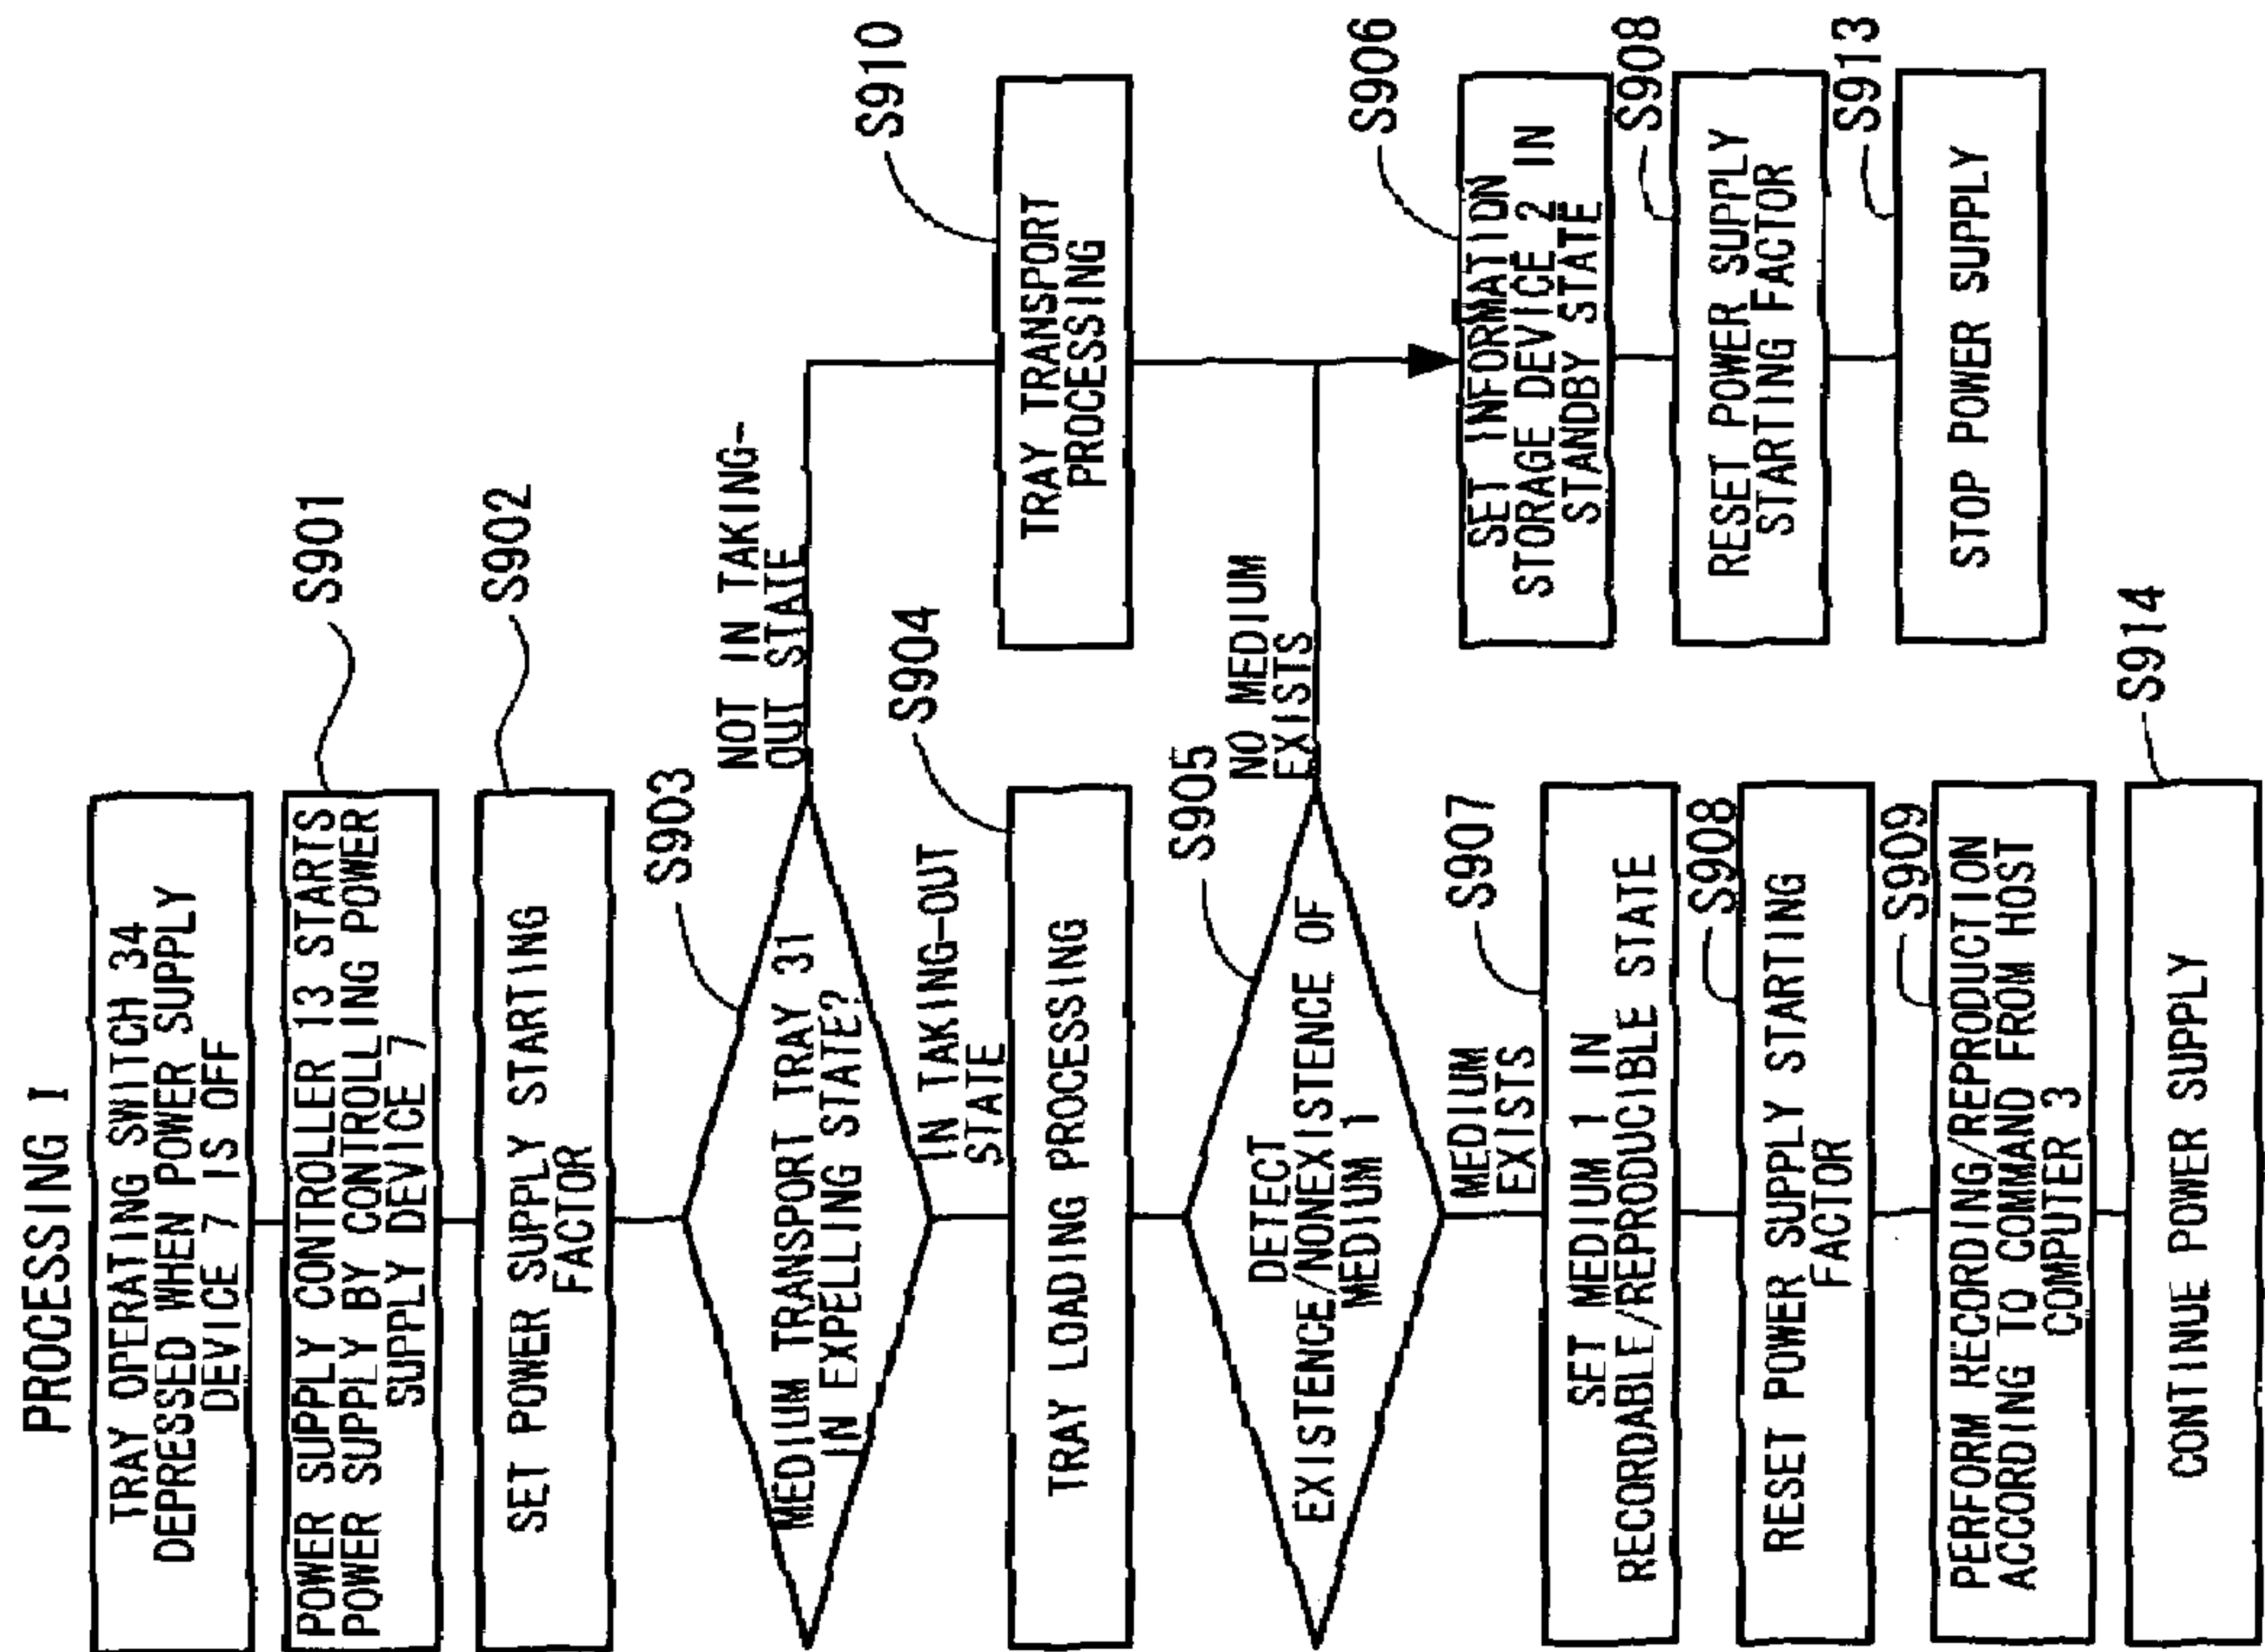 PROCESSING I
TRAY OPERATING SWITCH 34
DEPRESSED WHEN POWER SUPPLY
DEVICE 7 IS OFF
S901
POWER SUPPLY CONTROLLER 13 STARTS
POWER SUPPLY BY CONTROLLING POWER
SUPPLY DEVICE 7
S902
SET POWER SUPPLY STARTING
FACTOR
S903
MEDIUM TRANSPORT TRAY 31
IN EXPELLING STATE?
NOT IN TAKING-
OUT STATE
IN TAKING-OUT
STATE
S904
TRAY LOADING PROCESSING
S910
TRAY TRANSPORT
PROCESSING
S905
DETECT
EXISTENCE/NONEXISTENCE OF
MEDIUM 1
NO MEDIUM
EXISTS
MEDIUM
EXISTS
S907
SET MEDIUM 1 IN
RECORDABLE/REPRODUCIBLE STATE
S908
RESET POWER SUPPLY STARTING
FACTOR
S909
PERFORM RECORDING/REPRODUCTION
ACCORDING TO COMMAND FROM HOST
COMPUTER 3
S914
CONTINUE POWER SUPPLY
S906
SET INFORMATION
STORAGE DEVICE 2 IN
STANDBY STATE
S908
RESET POWER SUPPLY
STARTING FACTOR
S913
STOP POWER SUPPLY